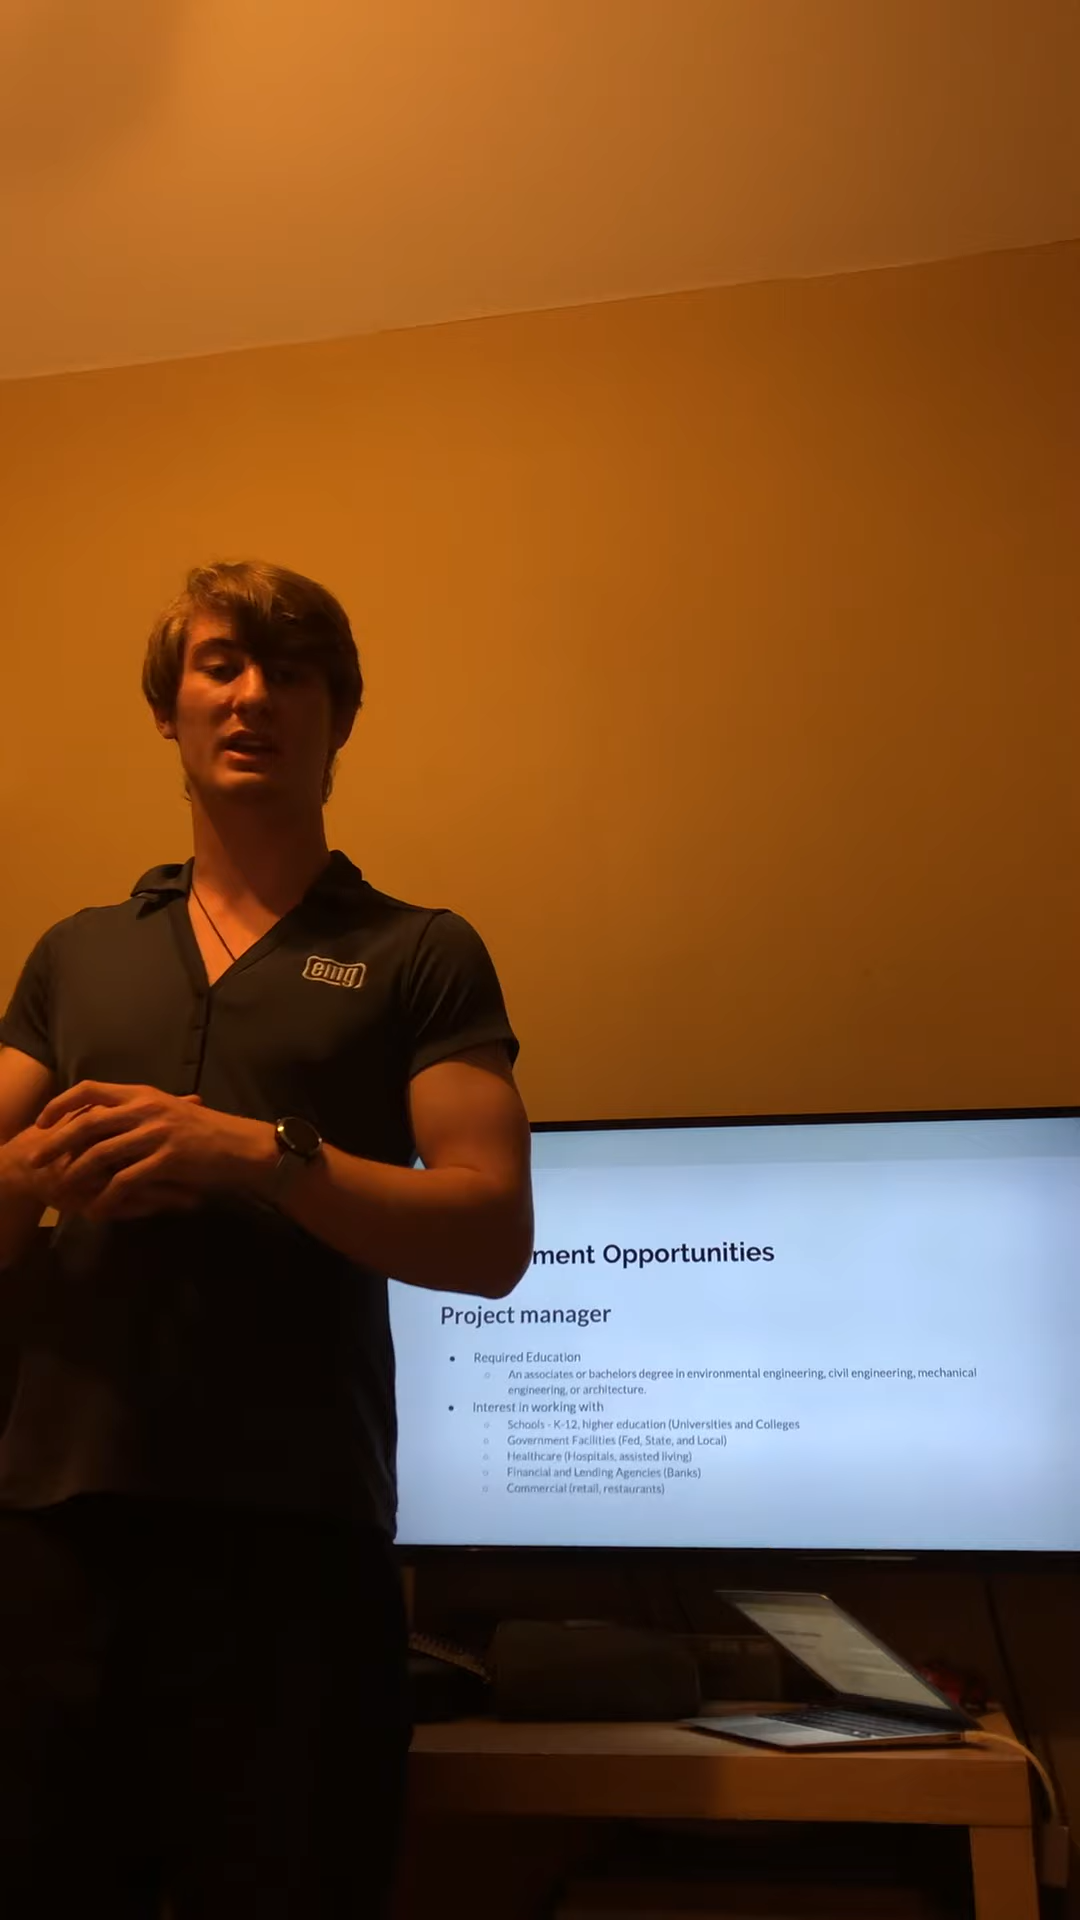 emg
ment Opportunities
Project manager
Required Education
An associates or bachelors degree in environmental engineering, civil engineering, mechanical
engineering, or architecture.
Interest in working with
Schools - K-12, higher education (Universities and Colleges
Government Facilities (Fed, State, and Local)
Healthcare (Hospitals, assisted living)
Financial and Lending Agencies (Banks)
Commercial (retail, restaurants)